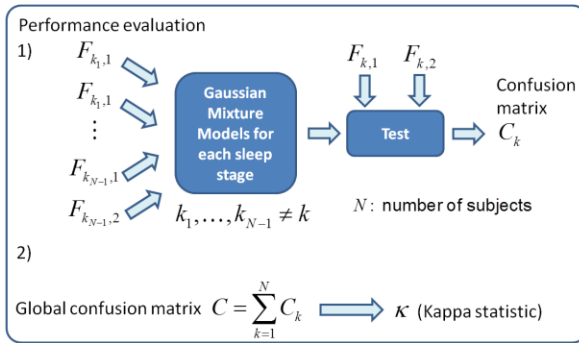 Performance evaluation
1)
F_{k_1,1}
F_{k_1,1}
⋮
F_{k_{N-1},1}
F_{k_{N-1},2}
Gaussian
Mixture
Models for
each sleep
stage
k_1,...,k_{N-1} ≠ k
F_{k,1} F_{k,2}
Test
Confusion
matrix
C_k
N : number of subjects
2)
Global confusion matrix C = \sum_{k=1}^{N} C_k κ (Kappa statistic)